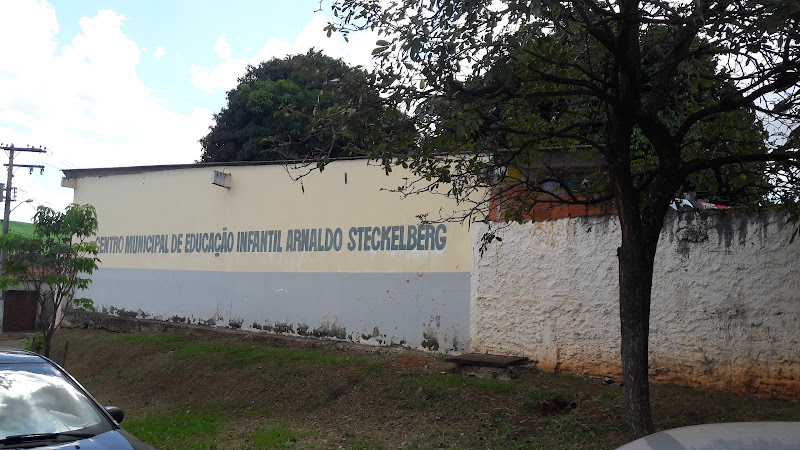 CENTRO MUNICIPAL DE EDUCAÇÃO INFANTIL ARNALDO STECKELBERG